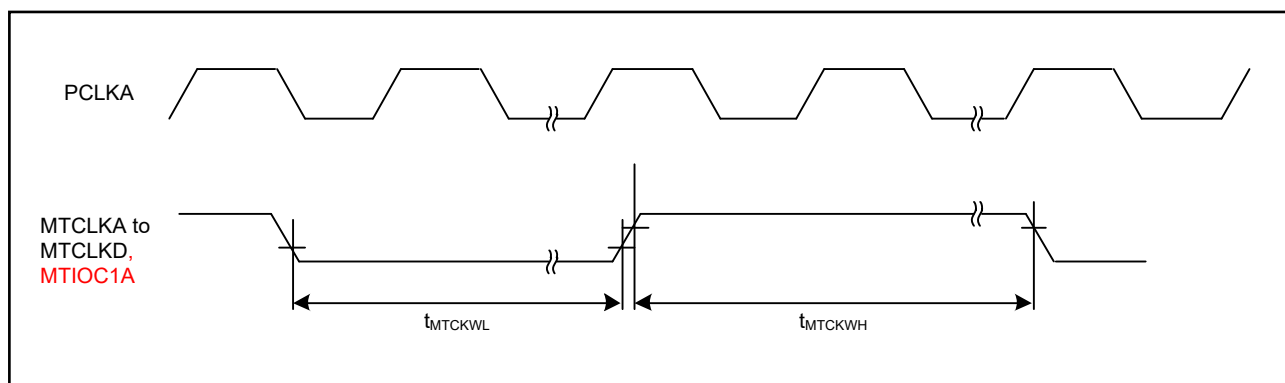 PCLKA
MTCLKA to
MTCLKD,
MTIOC1A
tMTCKWL
tMTCKWH